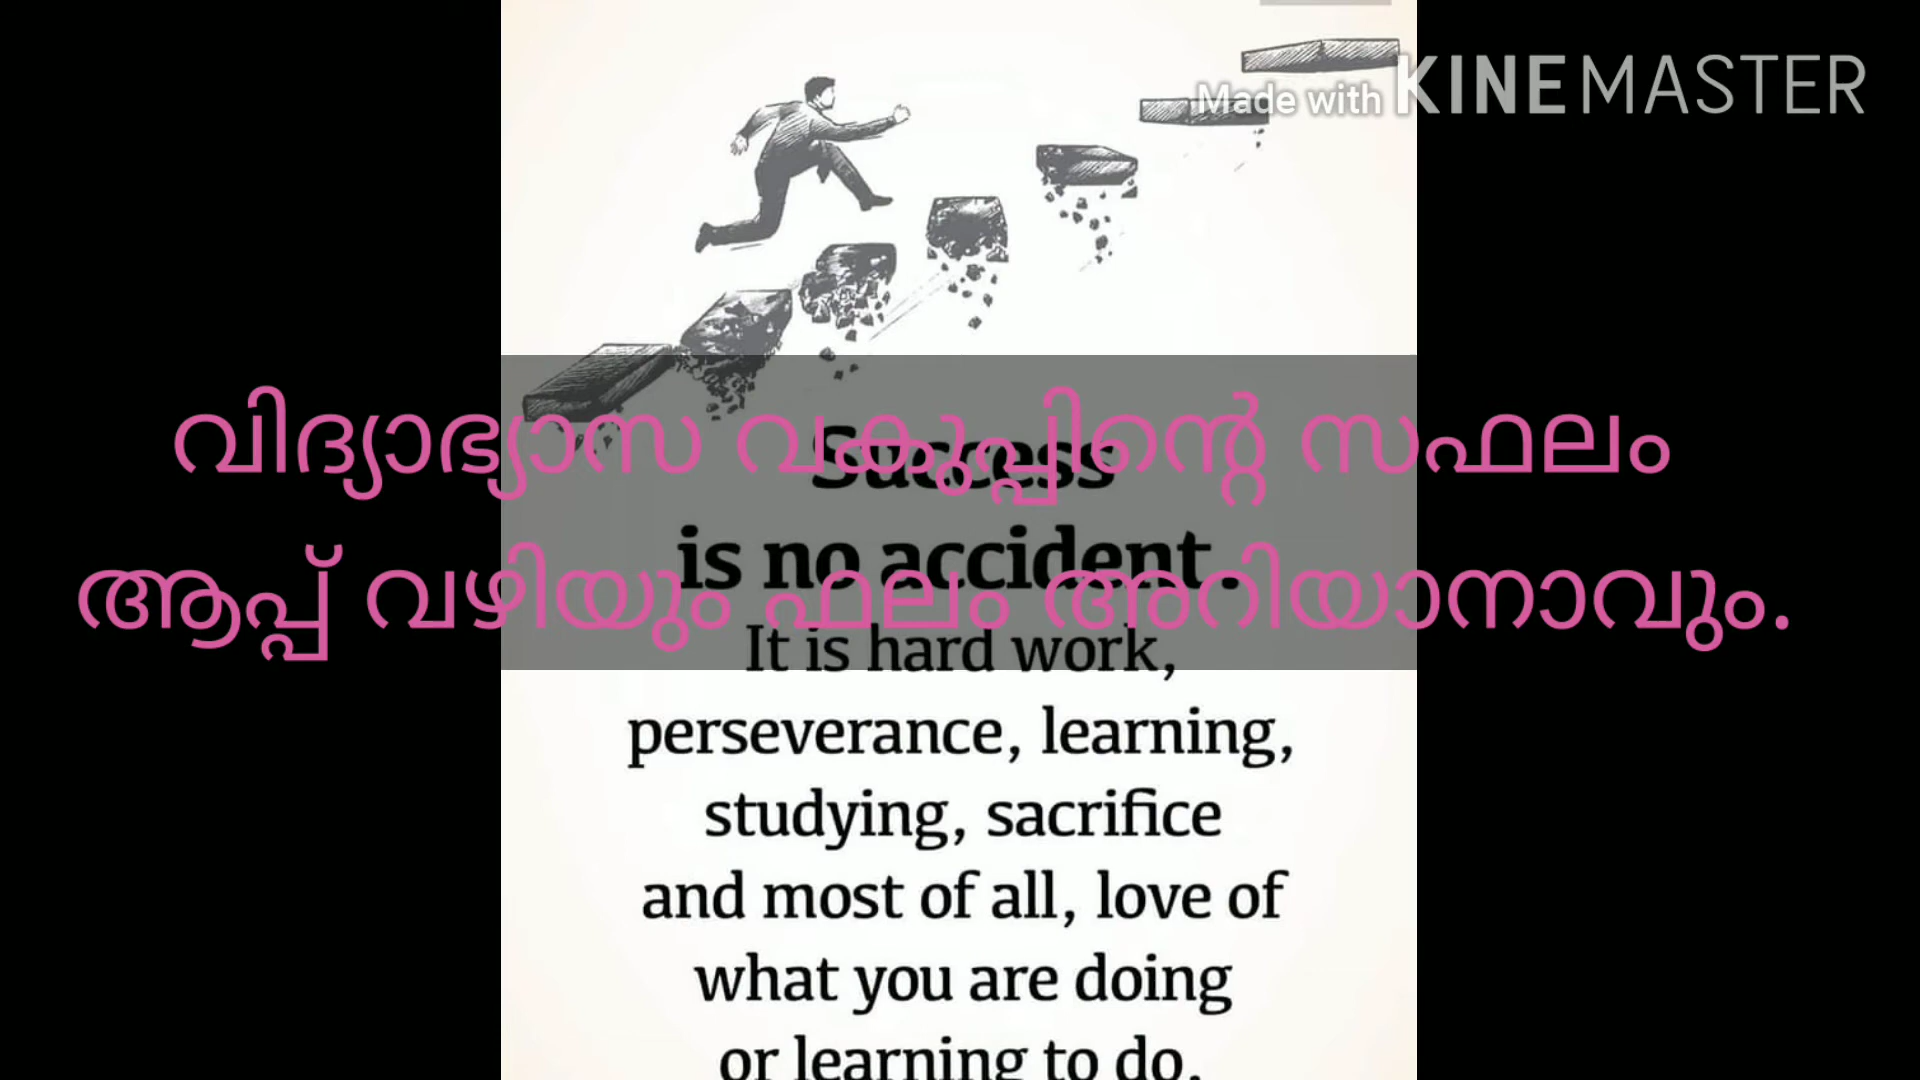 Made with KINEMASTER
വിദ്യാഭ്യാസ വകുപ്പിന്റെ സഫലം
ആപ്പ് വഴിയും ഫലം അറിയാനാവും.
Success
is no accident.
It is hard work,
perseverance, learning,
studying, sacrifice
and most of all, love of
what you are doing
or learning to do.